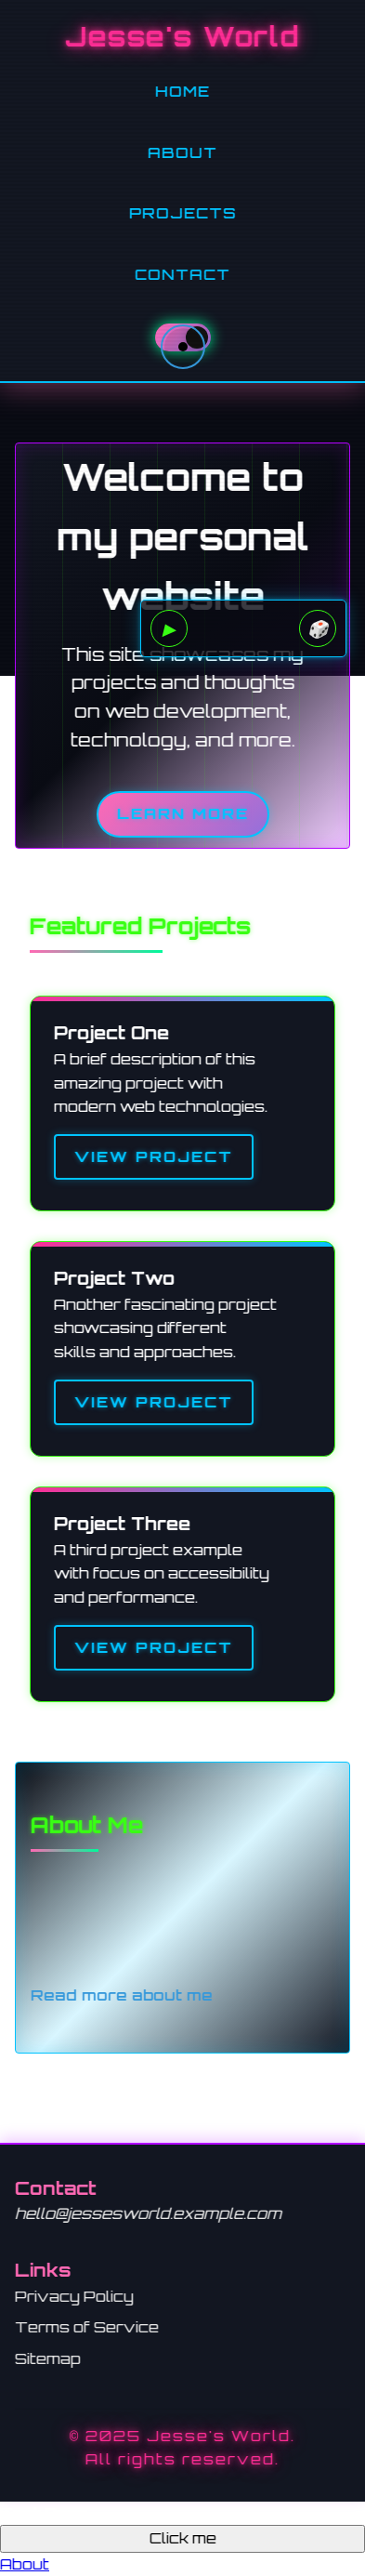 Jesse's World
HOME
ABOUT
PROJECTS
CONTACT
Welcome to
my personal
website
This site showcases my
projects and thoughts
on web development,
technology, and more.
LEARN MORE
Featured Projects
Project One
A brief description of this
amazing project with
modern web technologies.
VIEW PROJECT
Project Two
Another fascinating project
showcasing different
skills and approaches.
VIEW PROJECT
Project Three
A third project example
with focus on accessibility
and performance.
VIEW PROJECT
About Me
Read more about me
Contact
hello@jessesworld.example.com
Links
Privacy Policy
Terms of Service
Sitemap
© 2025 Jesse's World.
All rights reserved.
Click me
About